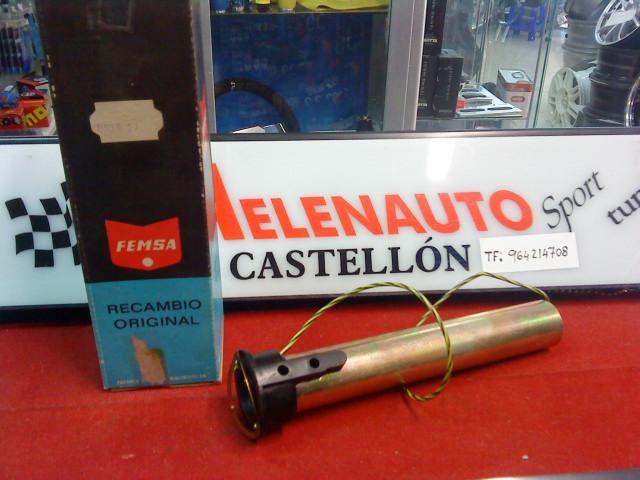 FEMSA
RECAMBIO
ORIGINAL
MELENAUTO Sport
CASTELLÓN
TF: 964214708